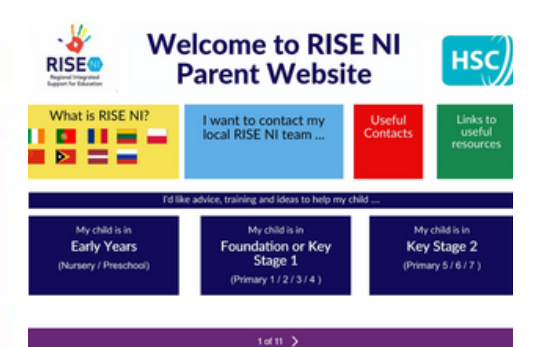 Welcome to RISE NI
Parent Website
RISE NI
Regional Integrated
Support for Education
HSC
What is RISE NI?
I want to contact my
local RISE NI team ...
Useful
Contacts
Links to
useful
resources
I'd like advice, training and ideas to help my child ....
My child is in
Early Years
(Nursery / Preschool)
My child is in
Foundation or Key
Stage 1
(Primary 1 / 2 / 3 / 4 )
My child is in
Key Stage 2
(Primary 5 / 6 / 7 )
1 of 11